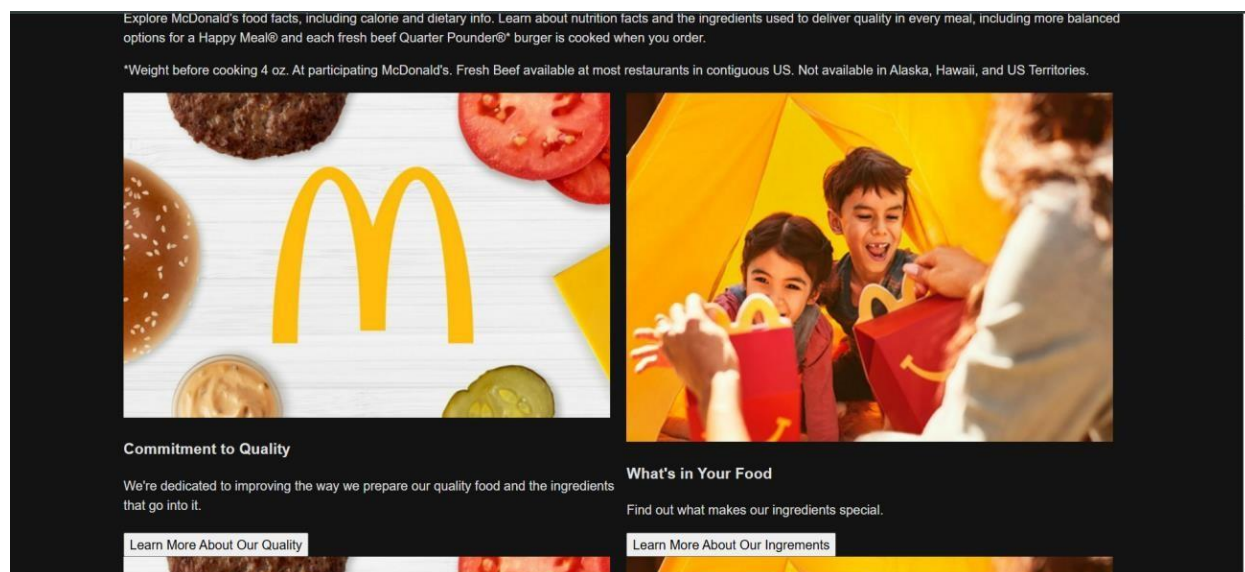 Explore McDonald's food facts, including calorie and dietary info. Learn about nutrition facts and the ingredients used to deliver quality in every meal, including more balanced
options for a Happy Meal® and each fresh beef Quarter Pounder®* burger is cooked when you order.
*Weight before cooking 4 oz. At participating McDonald's. Fresh Beef available at most restaurants in contiguous US. Not available in Alaska, Hawaii, and US Territories.
Commitment to Quality
We're dedicated to improving the way we prepare our quality food and the ingredients
that go into it.
Learn More About Our Quality
What's in Your Food
Find out what makes our ingredients special.
Learn More About Our Ingrements